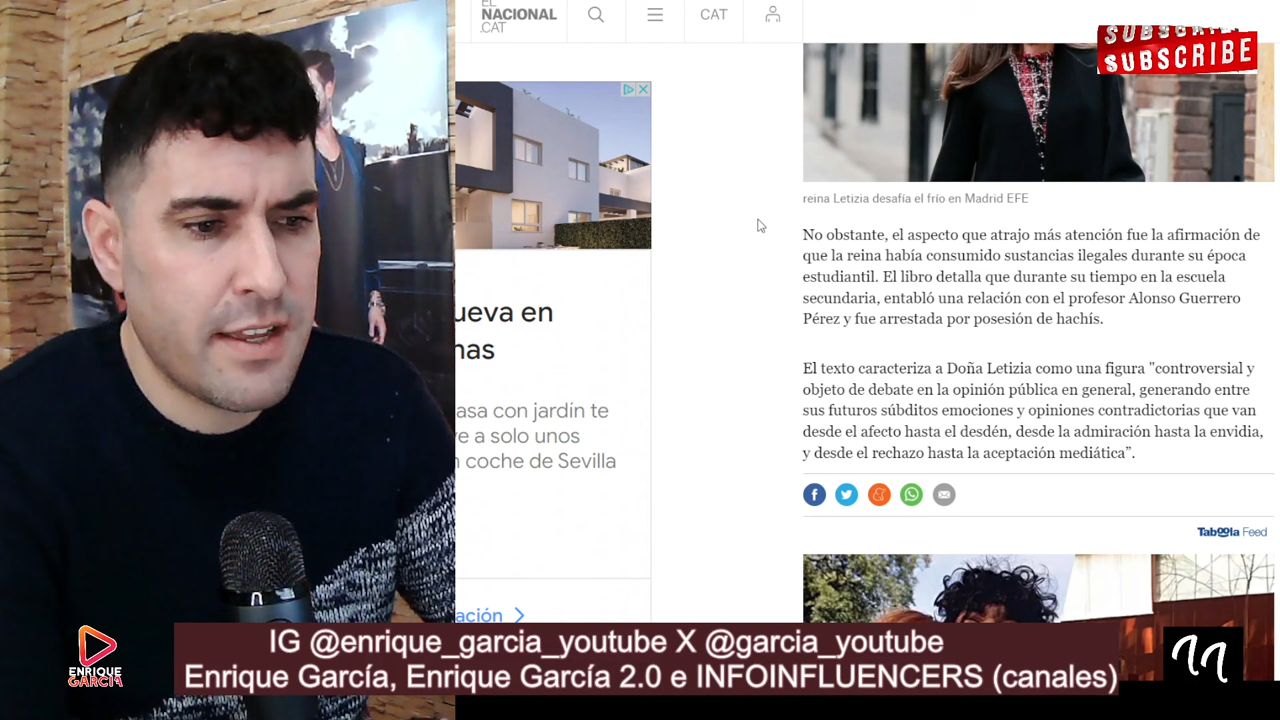 EL
NACIONAL
.CAT
CAT
SUBSCRIBE
SUBSCRIBE
reina Letizia desafía el frío en Madrid EFE
No obstante, el aspecto que atrajo más atención fue la afirmación de
que la reina había consumido sustancias ilegales durante su época
estudiantil. El libro detalla que durante su tiempo en la escuela
secundaria, entabló una relación con el profesor Alonso Guerrero
Pérez y fue arrestada por posesión de hachís.
El texto caracteriza a Doña Letizia como una figura "controversial y
objeto de debate en la opinión pública en general, generando entre
sus futuros súbditos emociones y opiniones contradictorias que van
desde el afecto hasta el desdén, desde la admiración hasta la envidia,
y desde el rechazo hasta la aceptación mediática”.
Taboola Feed
ueva en
nas
asa con jardín te
e a solo unos
n coche de Sevilla
ación
IG @enrique_garcia_youtube X @garcia_youtube
Enrique García, Enrique García 2.0 e INFOINFLUENCERS (canales)
ENRIQUE
GARCÍA